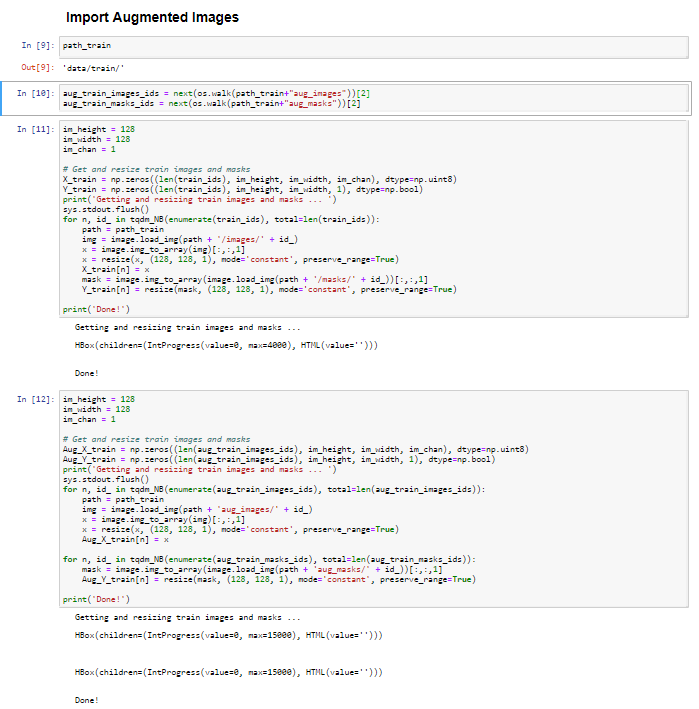 Import Augmented Images
In [9]: path_train
Out[9]: 'data/train/'
In [10]: aug_train_images_ids = next(os.walk(path_train+"aug_images"))[2]
aug_train_masks_ids = next(os.walk(path_train+"aug_masks"))[2]
In [11]: im_height = 128
im_width = 128
im_chan = 1
# Get and resize train images and masks
X_train = np.zeros((len(train_ids), im_height, im_width, im_chan), dtype=np.uint8)
Y_train = np.zeros((len(train_ids), im_height, im_width, 1), dtype=np.bool)
print('Getting and resizing train images and masks ... ')
sys.stdout.flush()
for n, id_ in tqdm_NB(enumerate(train_ids), total=len(train_ids)):
    path = path_train
    img = image.load_img(path + '/images/' + id_)
    x = image.img_to_array(img)[:,:,1]
    x = resize(x, (128, 128, 1), mode='constant', preserve_range=True)
    X_train[n] = x
    mask = image.img_to_array(image.load_img(path + '/masks/' + id_))[:,:,1]
    Y_train[n] = resize(mask, (128, 128, 1), mode='constant', preserve_range=True)
print('Done!')
Getting and resizing train images and masks ...
HBox(children=(IntProgress(value=0, max=4000), HTML(value='')))
Done!
In [12]: im_height = 128
im_width = 128
im_chan = 1
# Get and resize train images and masks
Aug_X_train = np.zeros((len(aug_train_images_ids), im_height, im_width, im_chan), dtype=np.uint8)
Aug_Y_train = np.zeros((len(aug_train_images_ids), im_height, im_width, 1), dtype=np.bool)
print('Getting and resizing train images and masks ... ')
sys.stdout.flush()
for n, id_ in tqdm_NB(enumerate(aug_train_images_ids), total=len(aug_train_images_ids)):
    path = path_train
    img = image.load_img(path + 'aug_images/' + id_)
    x = image.img_to_array(img)[:,:,1]
    x = resize(x, (128, 128, 1), mode='constant', preserve_range=True)
    Aug_X_train[n] = x
for n, id_ in tqdm_NB(enumerate(aug_train_masks_ids), total=len(aug_train_masks_ids)):
    mask = image.img_to_array(image.load_img(path + 'aug_masks/' + id_))[:,:,1]
    Aug_Y_train[n] = resize(mask, (128, 128, 1), mode='constant', preserve_range=True)
print('Done!')
Getting and resizing train images and masks ...
HBox(children=(IntProgress(value=0, max=15000), HTML(value='')))
HBox(children=(IntProgress(value=0, max=15000), HTML(value='')))
Done!